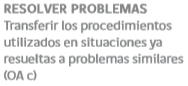 RESOLVER PROBLEMAS
Transferir los procedimientos
utilizados en situaciones ya
resueltas a problemas similares
(OA c)